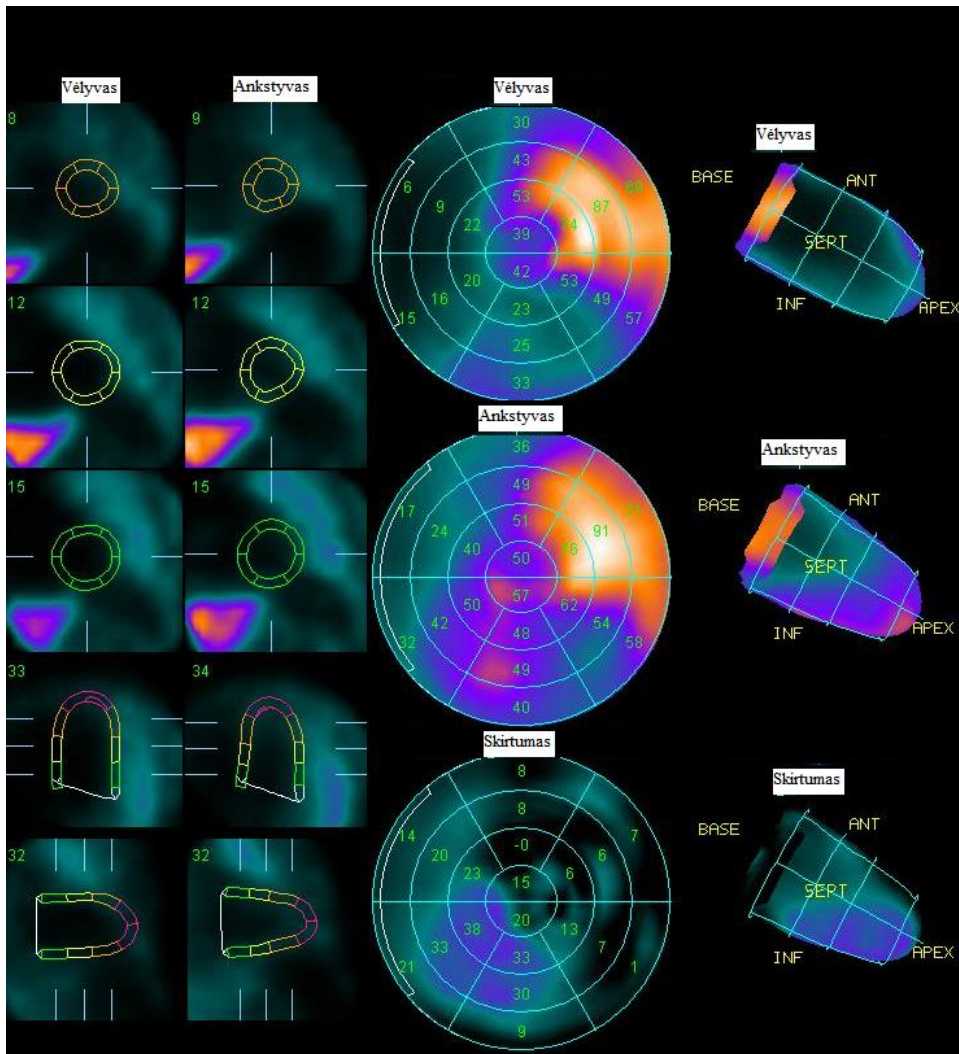 Vėlyvas
Ankstyvas
Vėlyvas
Vėlyvas
8
9
12
12
15
15
33
34
32
32
30
43
53
39
6
9
22
87
74
42
20
16
15
53
49
57
23
25
33
BASE
ANT
SEPT
INF
APEX
Ankstyvas
36
49
51
50
17
24
40
91
57
50
42
32
62
54
58
48
49
40
Ankstyvas
BASE
ANT
SEPT
INF
APEX
Skirtumas
8
8
-0
15
14
20
23
6
6
7
20
38
33
21
13
7
1
30
9
Skirtumas
BASE
ANT
SEPT
INF
APEX